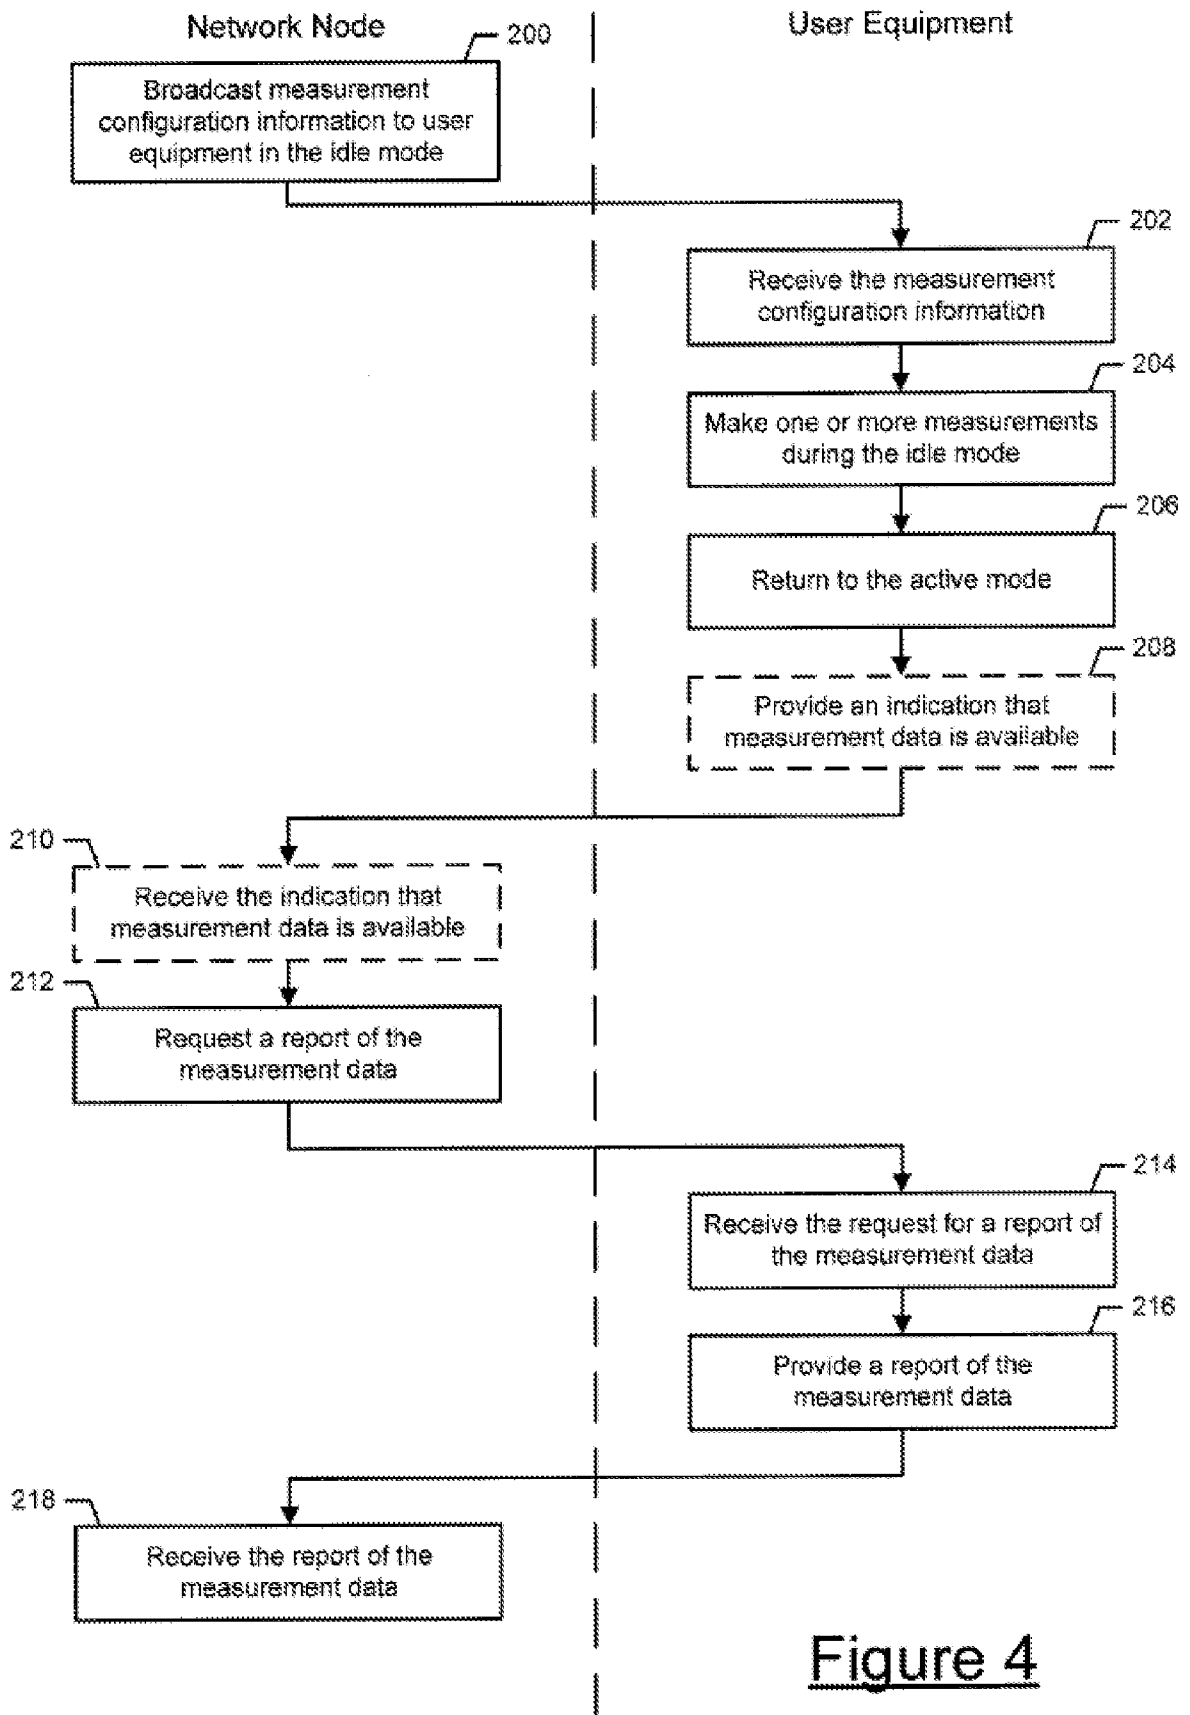 Network Node
User Equipment
200
Broadcast measurement
configuration information to user
equipment in the idle mode
202
Receive the measurement
configuration information
204
Make one or more measurements
during the idle mode
206
Return to the active mode
208
Provide an indication that
measurement data is available
210
Receive the indication that
measurement data is available
212
Request a report of the
measurement data
214
Receive the request for a report of
the measurement data
216
Provide a report of the
measurement data
218
Receive the report of the
measurement data
Figure 4